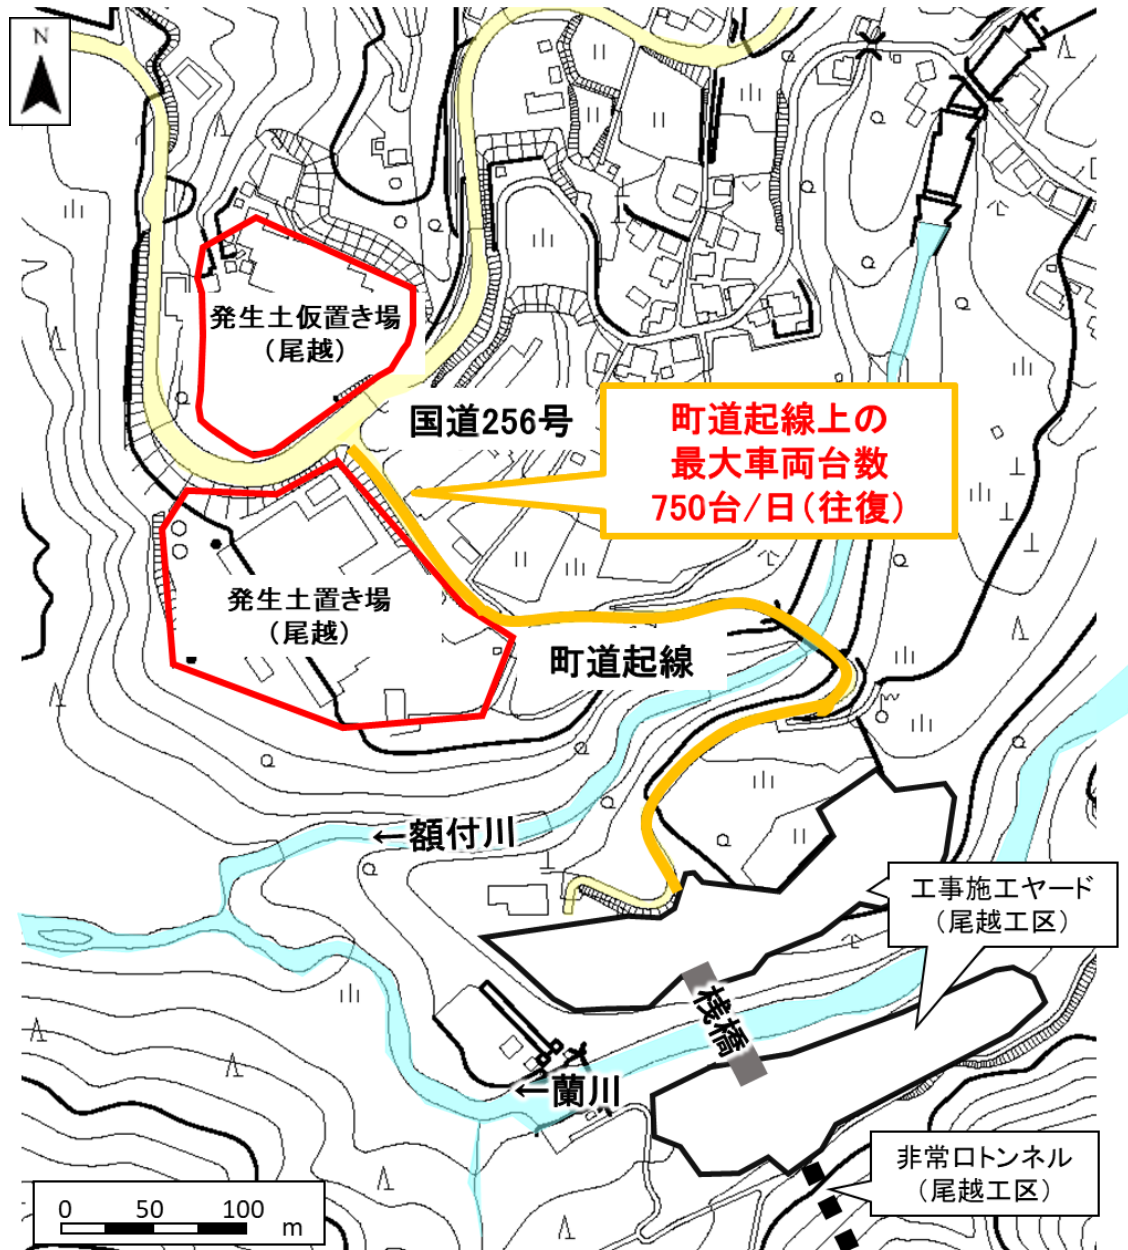 N
発生土仮置き場
（尾越）
国道256号
町道起線上の
最大車両台数
750台/日（往復）
発生土置き場
（尾越）
町道起線
←額付川
工事施工ヤード
（尾越工区）
桟橋
←蘭川
非常口トンネル
（尾越工区）
0 50 100
m